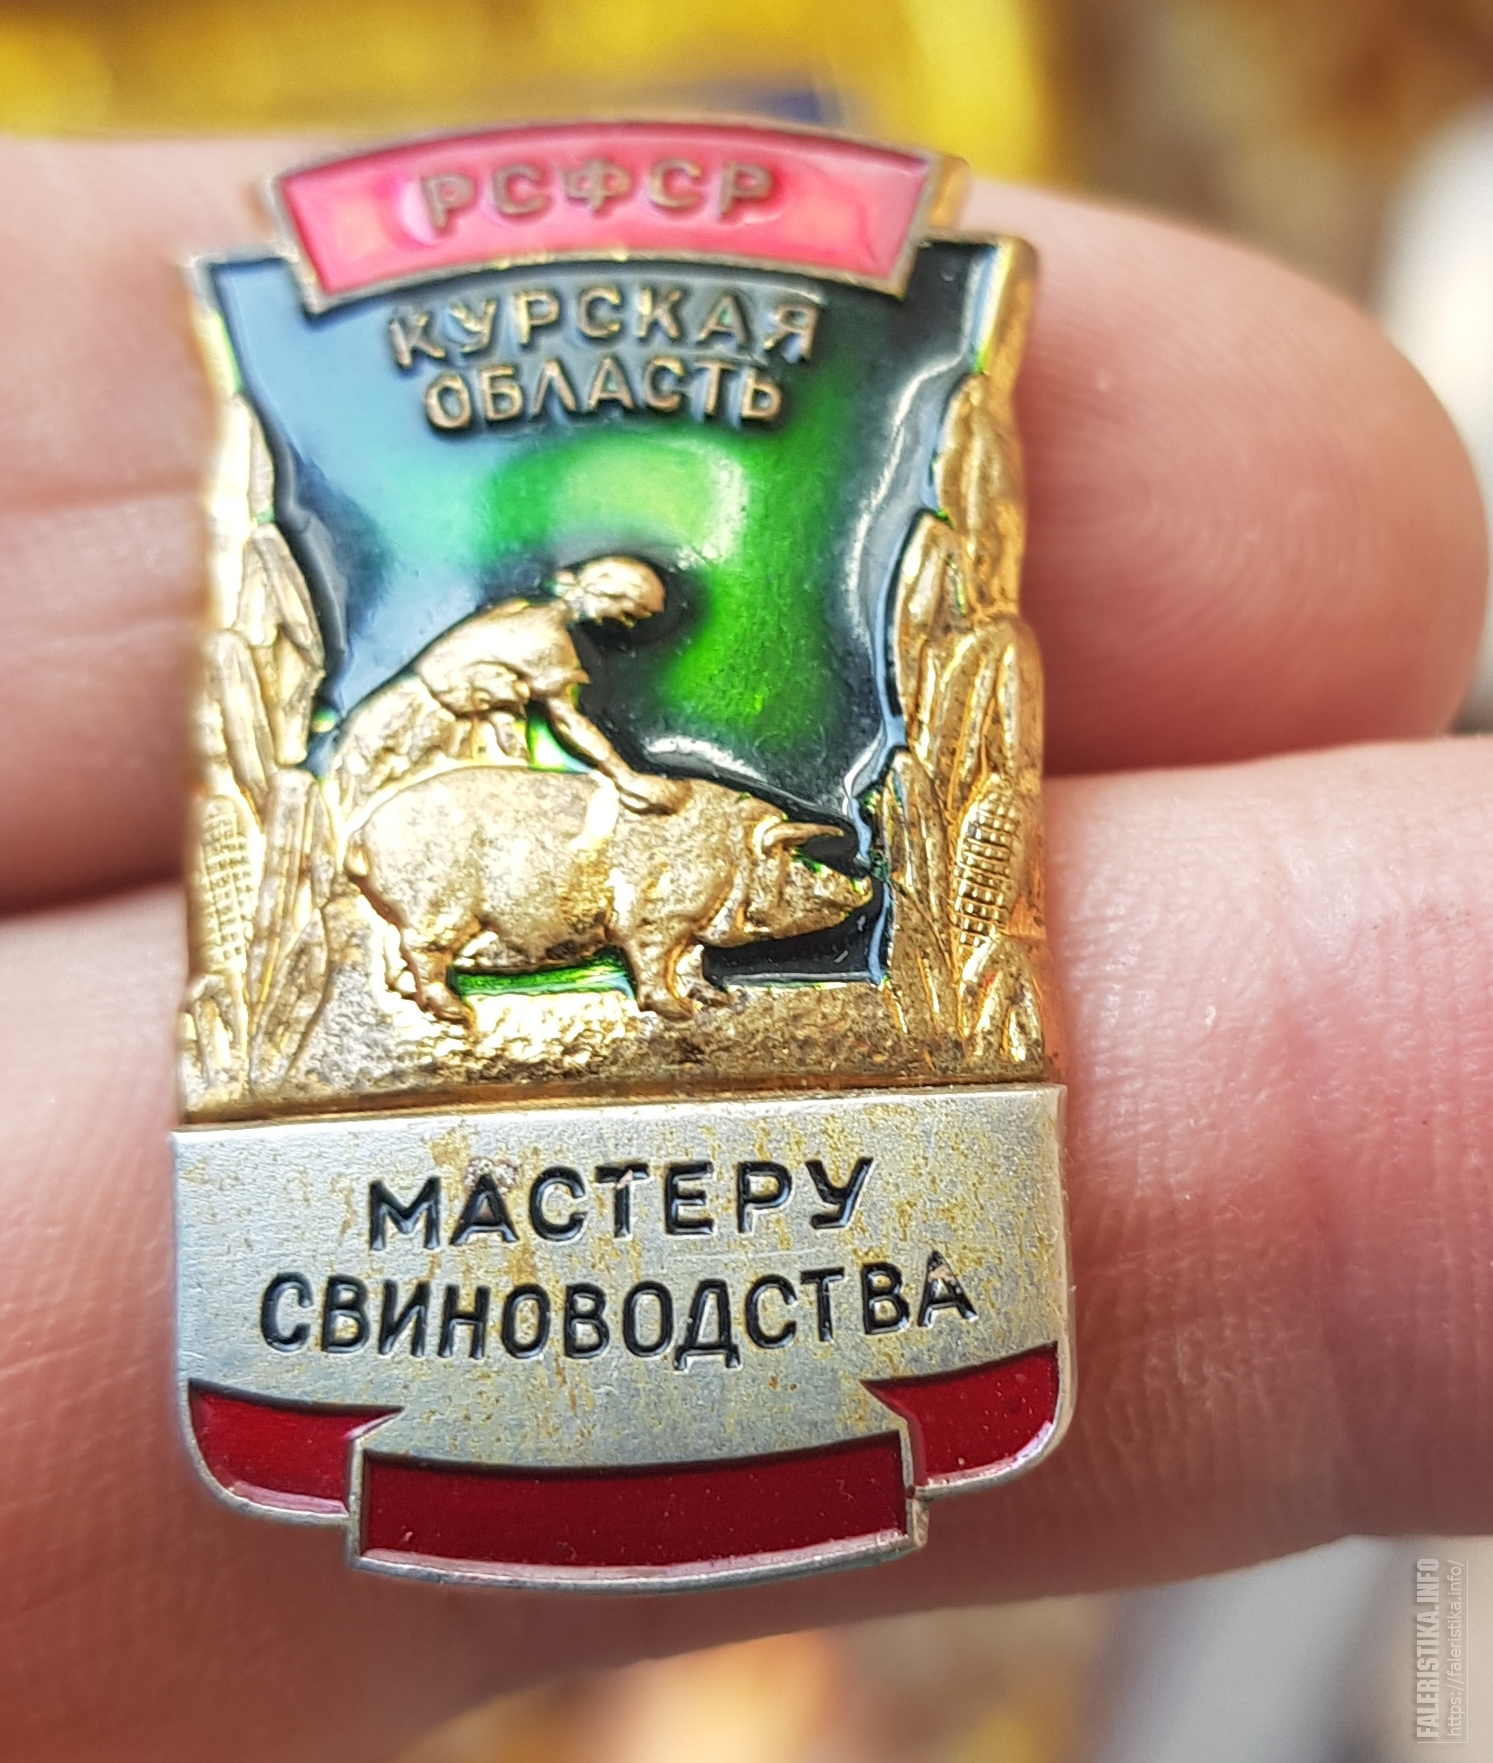 РСФСР
КУРСКАЯ
ОБЛАСТЬ
МАСТЕРУ
СВИНОВОДСТВА
FALERISTIKA.INFO
https://faleristika.info/